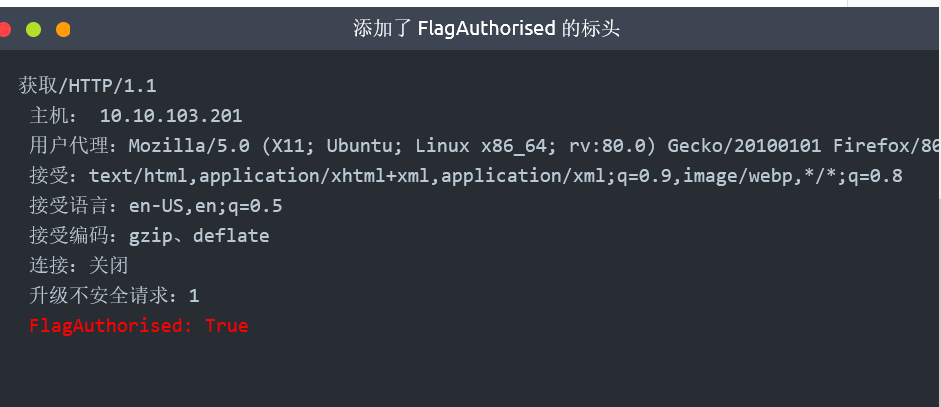 添加了 FlagAuthorised 的标头
获取/HTTP/1.1
主机： 10.10.103.201
用户代理：Mozilla/5.0 (X11; Ubuntu; Linux x86_64; rv:80.0) Gecko/20100101 Firefox/80
接受：text/html,application/xhtml+xml,application/xml;q=0.9,image/webp,*/*;q=0.8
接受语言：en-US,en;q=0.5
接受编码：gzip、deflate
连接：关闭
升级不安全请求：1
FlagAuthorised: True